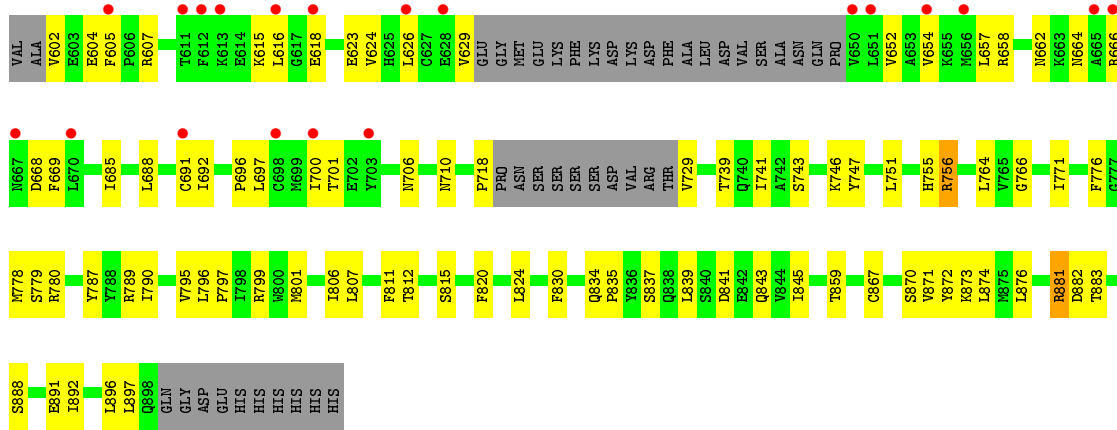 VAL ALA V602 E603 E604 F605 P606 R607 T611 F612 K613 E614 K615 L616 G617 E618 E623 V624 H625 L626 C627 E628 V629 GLU GLY MET GLU LYS PHE LYS ASP LYS ASP PHE ALA LEU ASP VAL SER ALA ASN GLN PRO V650 L651 V652 A653 V654 K655 M656 L657 R658 N662 K663 N664 A665 R666
N667 D668 F669 L670 I685 L688 C691 I692 P696 L697 C698 M699 I700 T701 E702 Y703 N706 N710 P718 PRO ASN SER SER SER SER ASP VAL ARG THR V729 T739 Q740 I741 A742 S743 K746 Y747 L751 H755 R756 L764 V765 G766 I771 F776 G777
M778 S779 R780 Y787 Y788 R789 I790 V795 L796 P797 I798 R799 W800 M801 I806 L807 F811 T812 S815 F820 L824 F830 Q834 P835 Y836 S837 Q838 L839 S840 D841 E842 Q843 V844 I845 T859 C867 S870 V871 Y872 K873 L874 M875 L876 R881 D882 T883
S888 E891 I892 L896 L897 Q898 GLN GLY ASP GLU HIS HIS HIS HIS HIS HIS